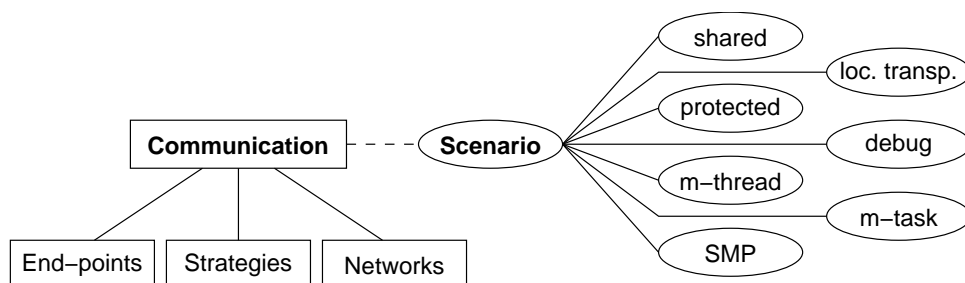 shared
loc. transp.
protected
Communication
Scenario
debug
m-thread
m-task
End-points
Strategies
Networks
SMP